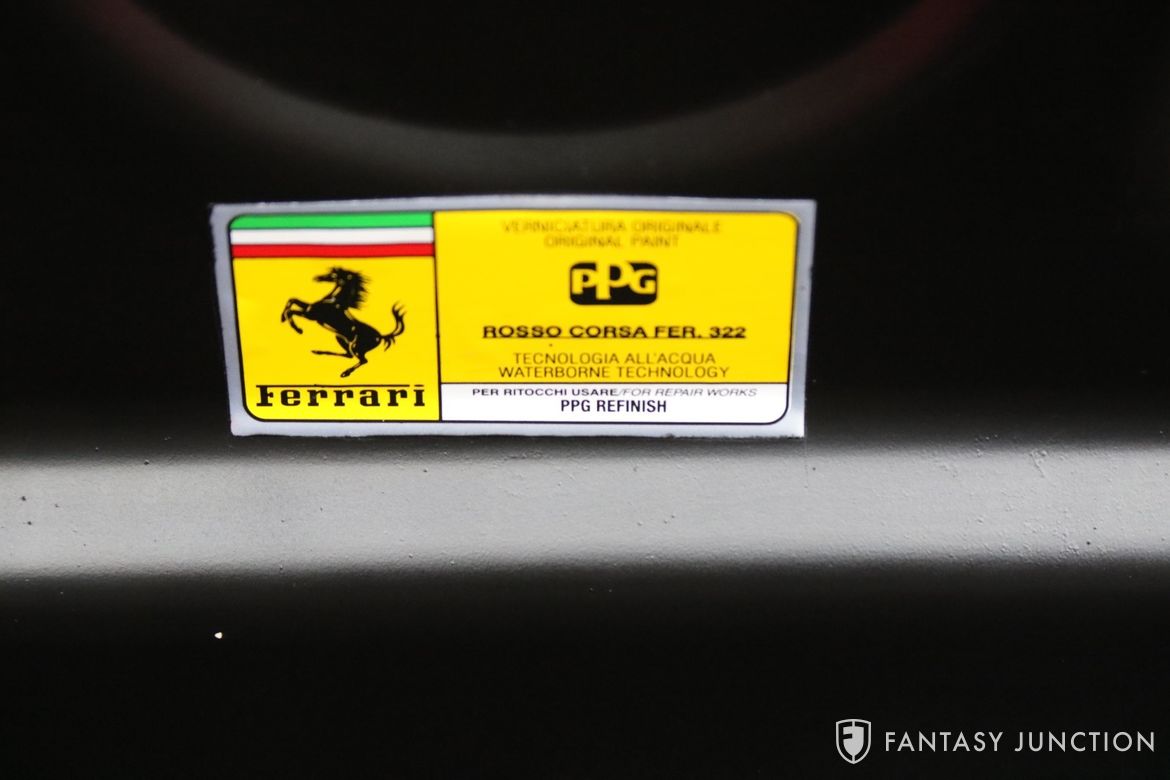 VERNICIATURA ORIGINALE
ORIGINAL PAINT
PPG
ROSSO CORSA FER. 322
TECNOLOGIA ALL'ACQUA
WATERBORNE TECHNOLOGY
PER RITOCCHI USARE/FOR REPAIR WORKS
PPG REFINISH
Ferrari
FANTASY JUNCTION